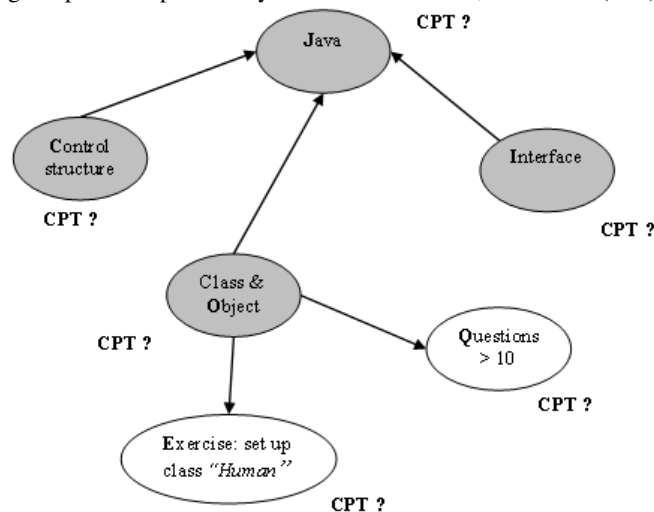 CPT ?
Java
Control
structure
Interface
CPT ?
CPT ?
Class &
Object
CPT ?
Questions
> 10
CPT ?
Exercise: set up
class "Human"
CPT ?